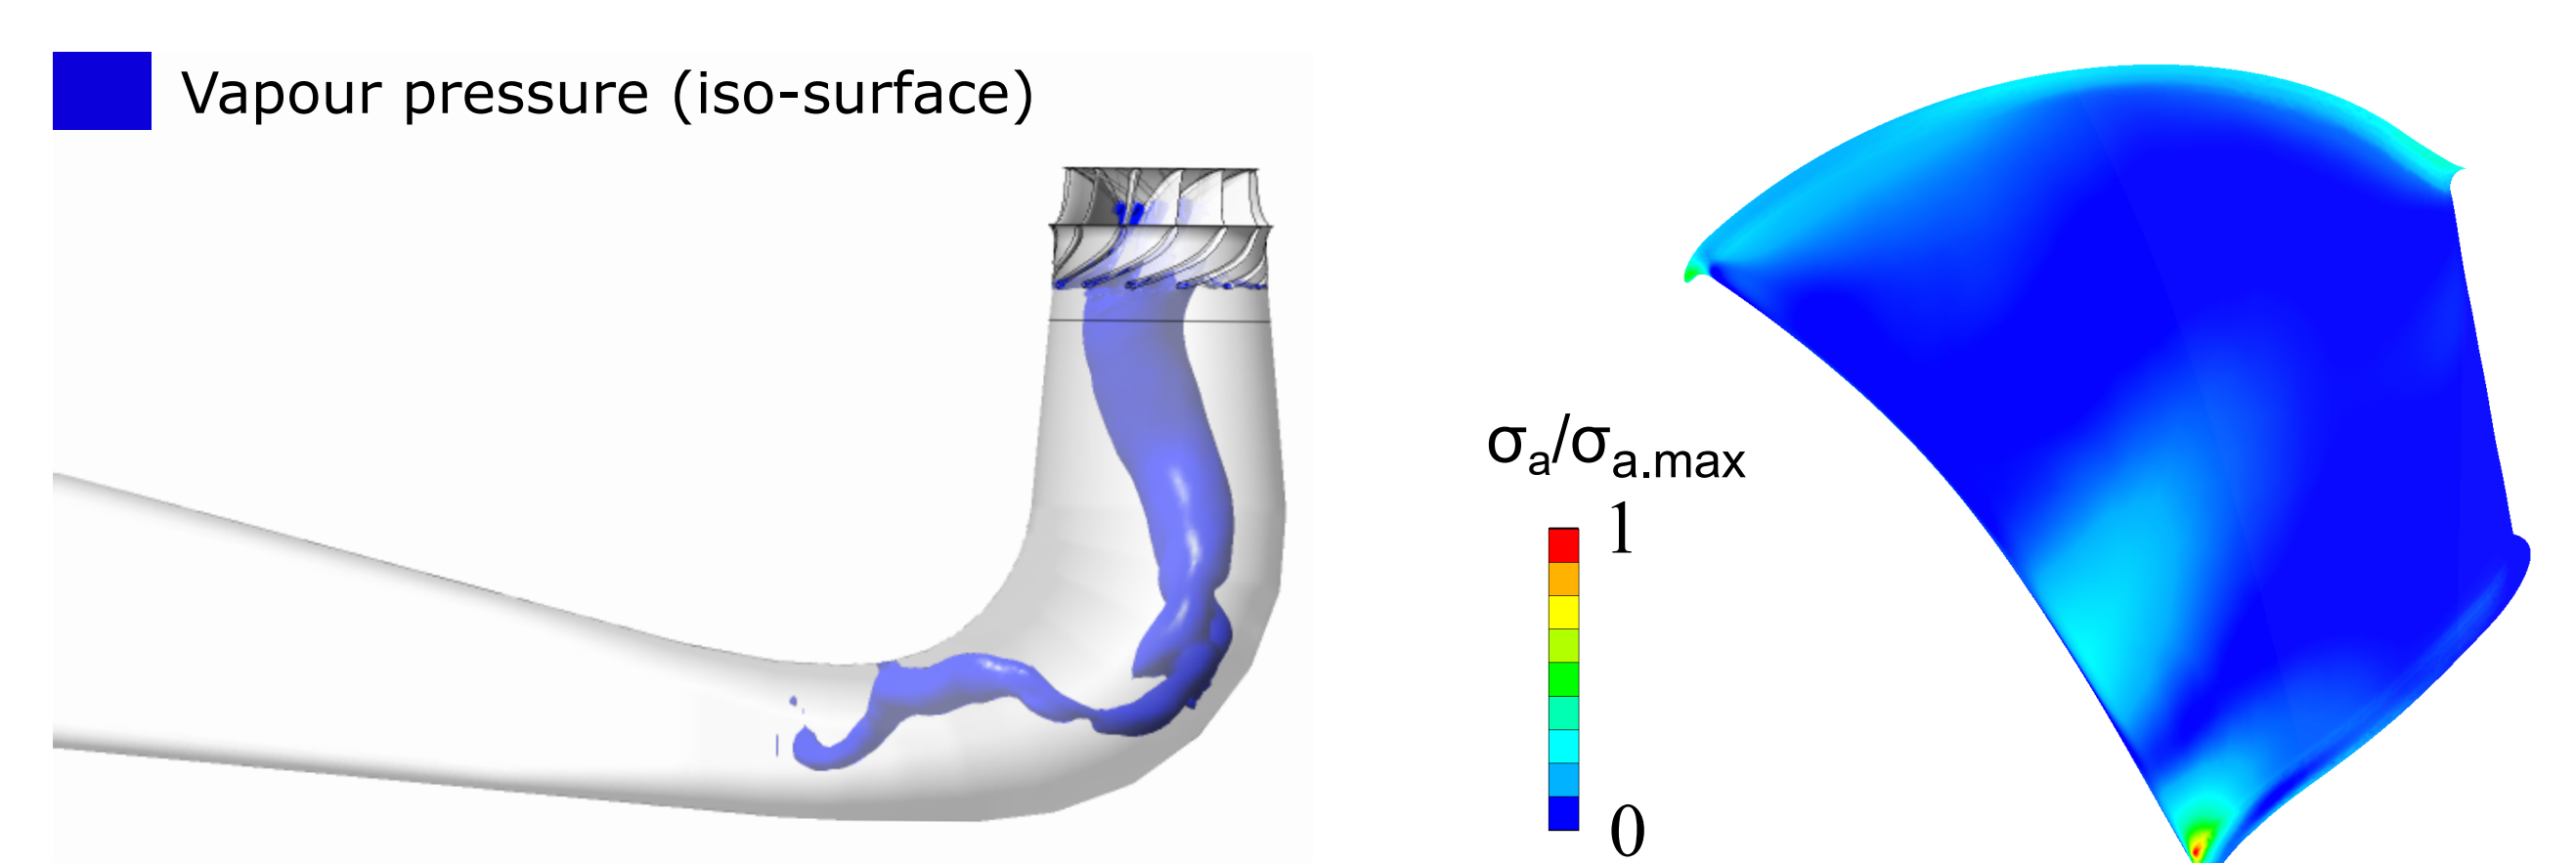 Vapour pressure (iso-surface)
σₐ/σₐ.max
1
0